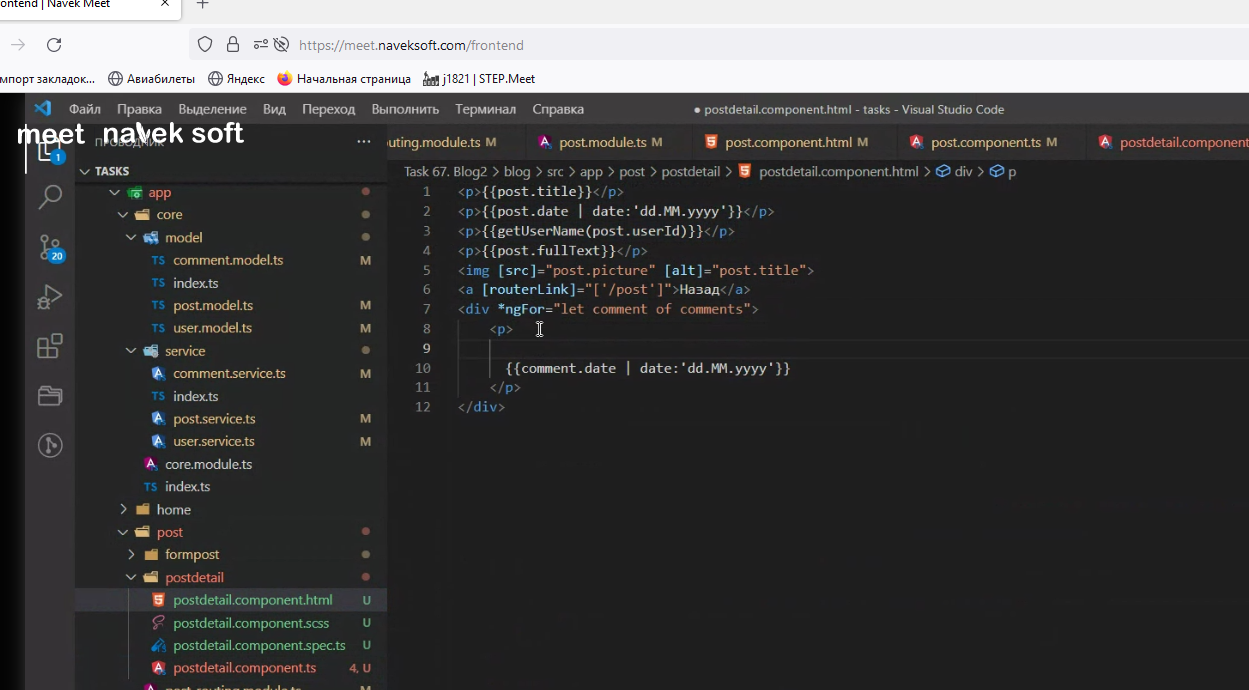 ontend | Navek Meet
https://meet.naveksoft.com/frontend
мпорт закладок... Авиабилеты Яндекс Начальная страница j1821 | STEP.Meet
Файл Правка Выделение Вид Переход Выполнить Терминал Справка ● postdetail.component.html - tasks - Visual Studio Code
meet navek soft
ПРОВОДНИК ...
uting.module.ts M post.module.ts M post.component.html M post.component.ts M postdetail.component
TASKS
Task 67. Blog2 > blog > src > app > post > postdetail > postdetail.component.html > div > p
1
20
app
core
model
comment.model.ts M
index.ts
post.model.ts M
user.model.ts M
service
comment.service.ts M
index.ts
post.service.ts M
user.service.ts M
core.module.ts
index.ts
home
post
formpost
postdetail
postdetail.component.html U
postdetail.component.scss U
postdetail.component.spec.ts U
postdetail.component.ts 4, U
post-routing.module.ts M
1 <p>{{post.title}}</p>
2 <p>{{post.date | date:'dd.MM.yyyy'}}</p>
3 <p>{{getUserName(post.userId)}}</p>
4 <p>{{post.fullText}}</p>
5 <img [src]="post.picture" [alt]="post.title">
6 <a [routerLink]="['/post']">Назад</a>
7 <div *ngFor="let comment of comments">
8 <p>
9
10 {{comment.date | date:'dd.MM.yyyy'}}
11 </p>
12 </div>